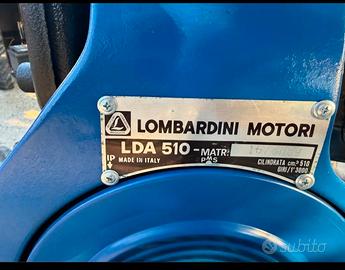 LOMBARDINI MOTORI
LDA 510 - MATR.
IP MADE IN ITALY CILINDRATA cm³ 510
GIRI/1' 3000
subito